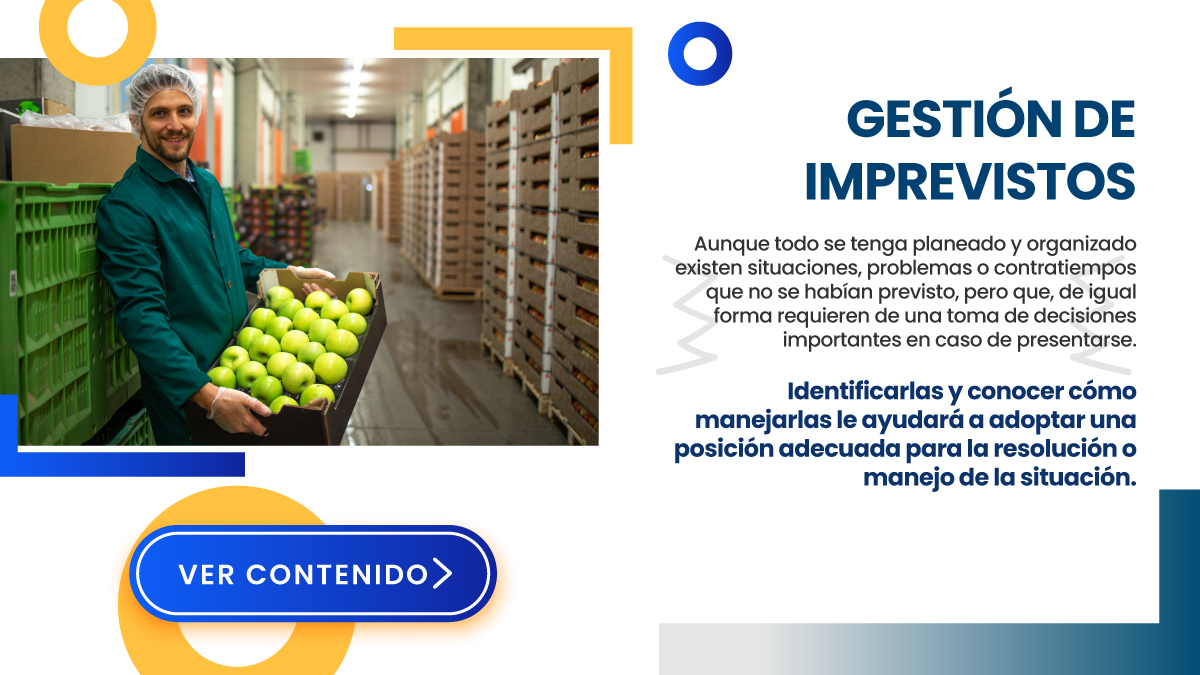 GESTIÓN DE
IMPREVISTOS
Aunque todo se tenga planeado y organizado
existen situaciones, problemas o contratiempos
que no se habían previsto, pero que, de igual
forma requieren de una toma de decisiones
importantes en caso de presentarse.
Identificarlas y conocer cómo
manejarlas le ayudará a adoptar una
posición adecuada para la resolución o
manejo de la situación.
VER CONTENIDO